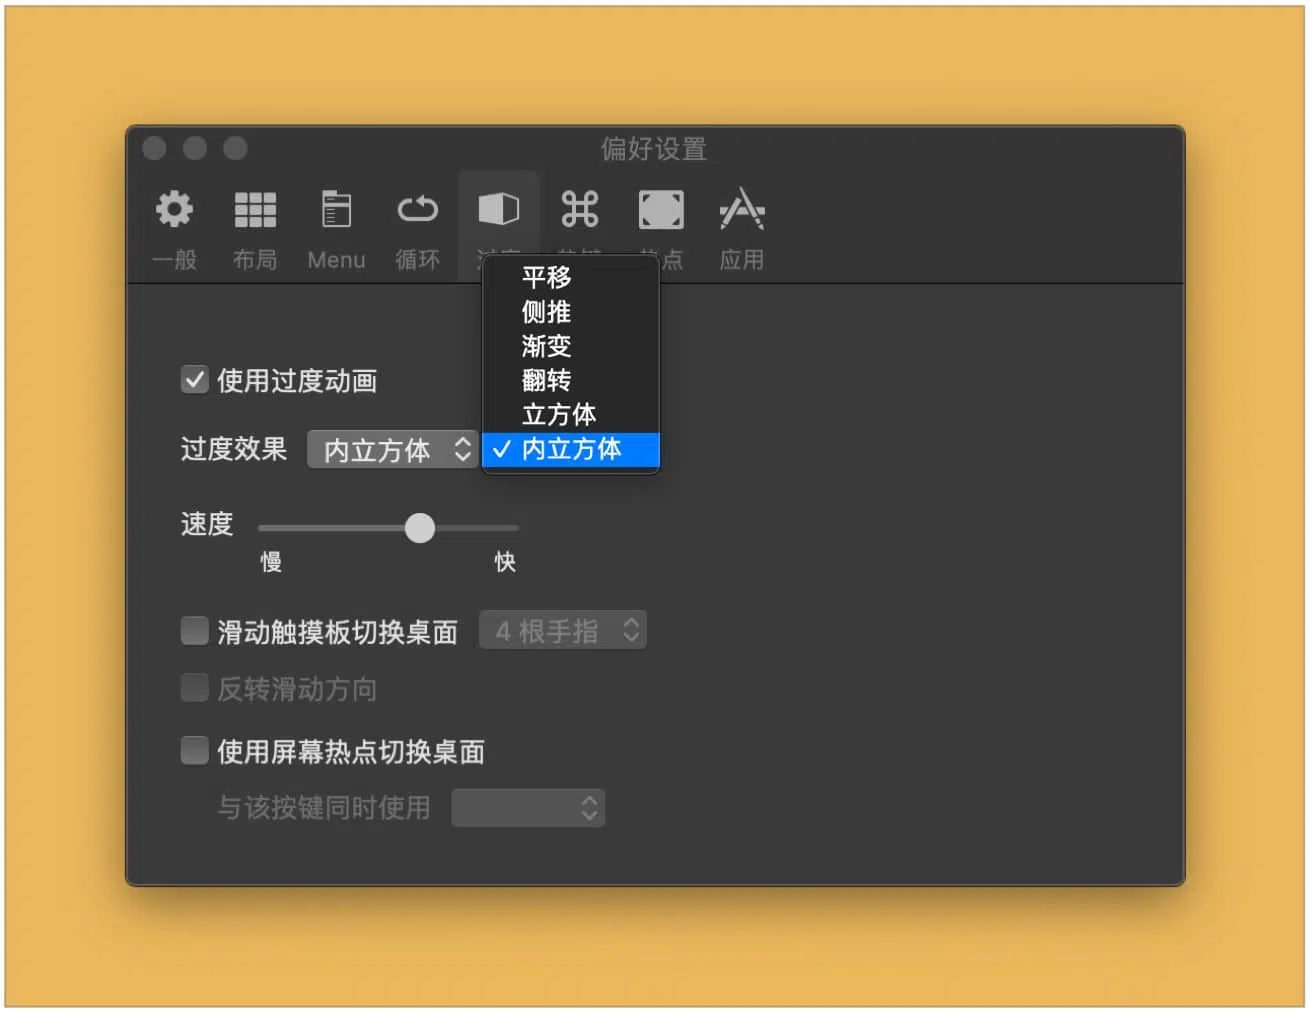 偏好设置
一般 布局 Menu 循环 点 应用
平移
侧推
渐变
翻转
立方体
内立方体
使用过度动画
过度效果 内立方体
速度
慢 快
滑动触摸板切换桌面 4 根手指
反转滑动方向
使用屏幕热点切换桌面
与该按键同时使用